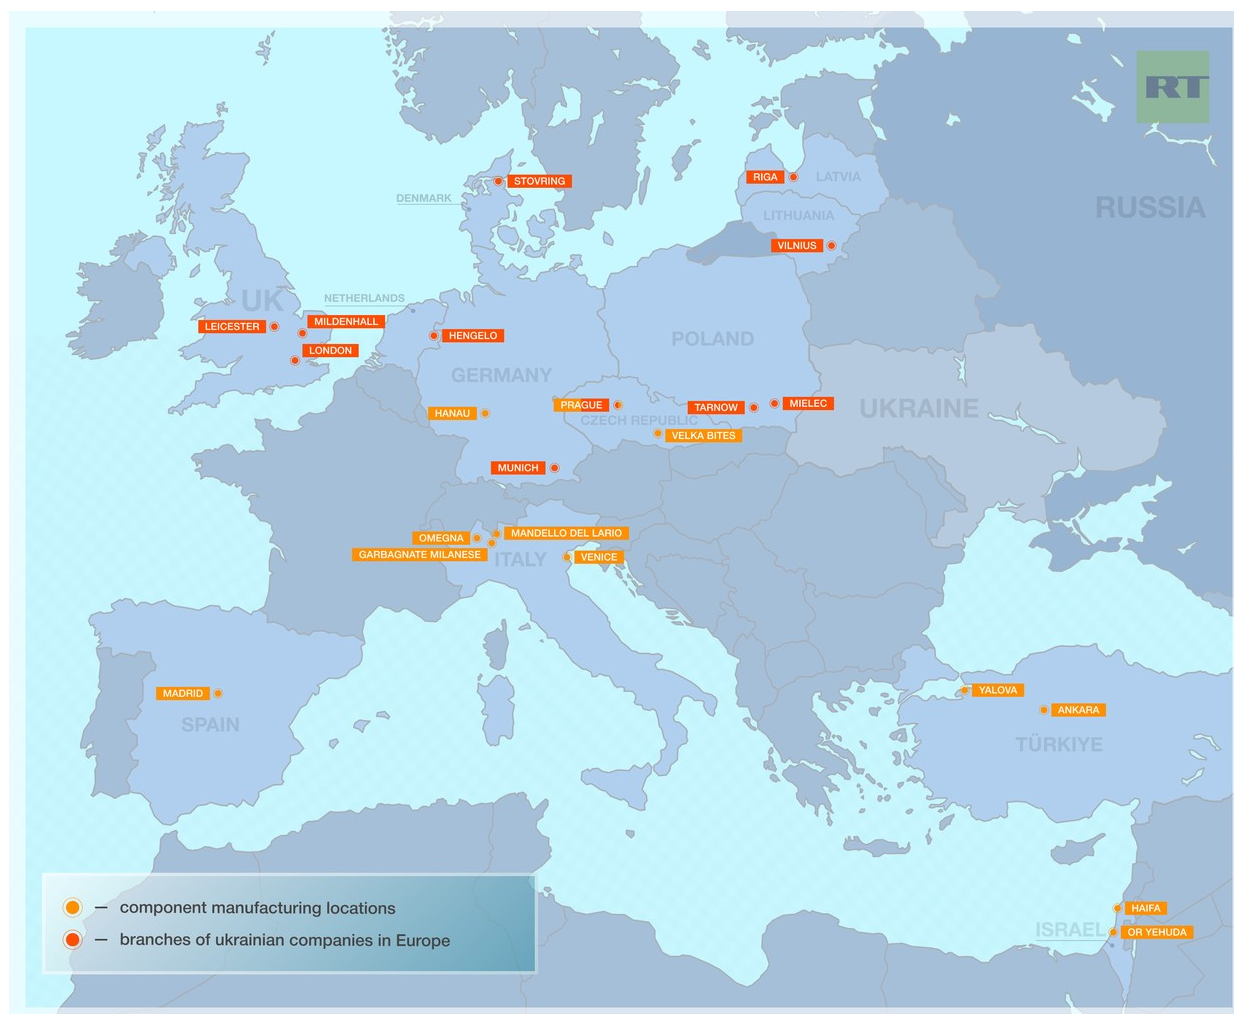 RT
STOVRING
RIGA
LATVIA
DENMARK
RUSSIA
LITHUANIA
VILNIUS
UK
NETHERLANDS
LEICESTER
MILDENHALL
HENGELO
POLAND
LONDON
GERMANY
HANAU
PRAGUE
TARNOW
MIELEC
UKRAINE
CZECH REPUBLIC
VELKA BITES
MUNICH
OMEGNA
MANDELLO DEL LARIO
GARBAGNATE MILANESE
ITALY
VENICE
MADRID
SPAIN
YALOVA
ANKARA
TÜRKIYE
HAIFA
ISRAEL
OR YEHUDA
— component manufacturing locations
— branches of ukrainian companies in Europe